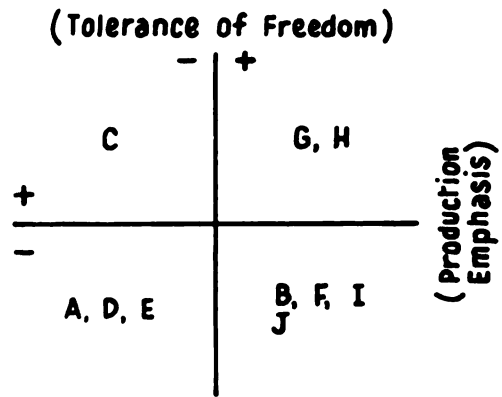 (Tolerance of Freedom)
− +
C
G, H
+
−
(Production
Emphasis)
A, D, E
B, F, I
J